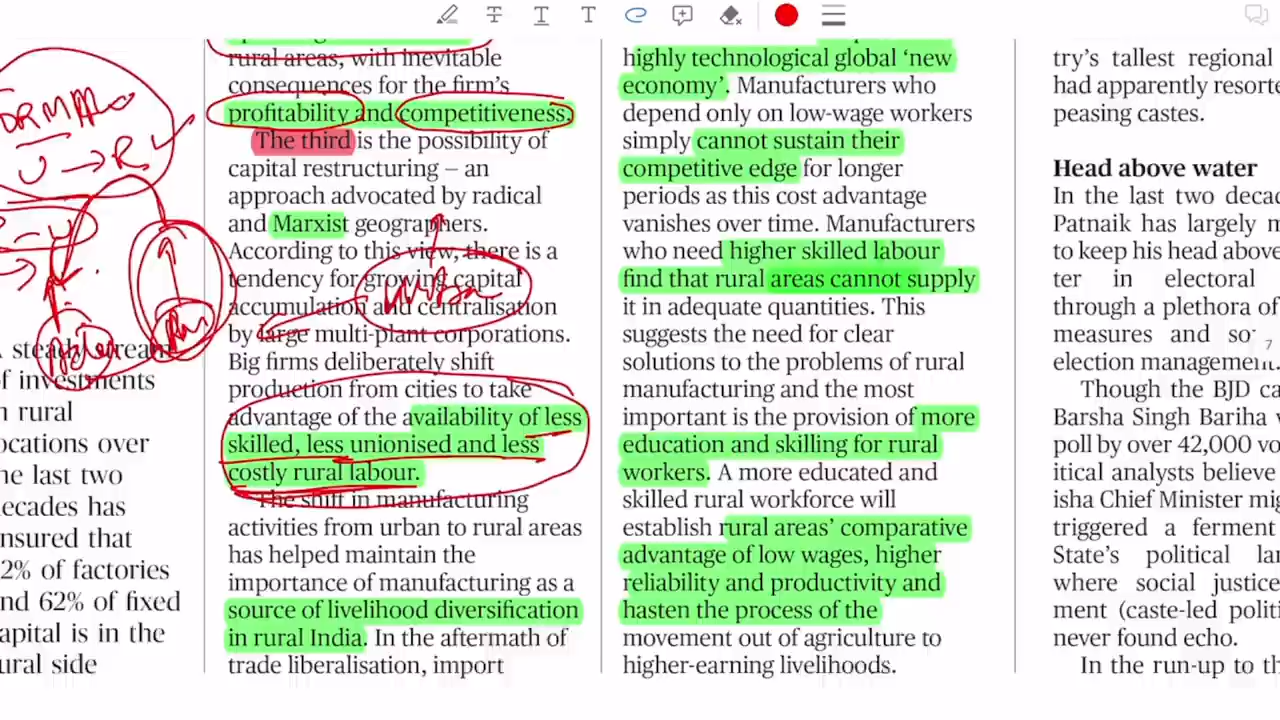 A steady stream
of investments
in rural
locations over
the last two
decades has
ensured that
2% of factories
and 62% of fixed
capital is in the
rural side
rural areas, with inevitable
consequences for the firm's
profitability and competitiveness.
The third is the possibility of
capital restructuring – an
approach advocated by radical
and Marxist geographers.
According to this view, there is a
tendency for growing capital
accumulation and centralisation
by large multi-plant corporations.
Big firms deliberately shift
production from cities to take
advantage of the availability of less
skilled, less unionised and less
costly rural labour.
The shift in manufacturing
activities from urban to rural areas
has helped maintain the
importance of manufacturing as a
source of livelihood diversification
in rural India. In the aftermath of
trade liberalisation, import
highly technological global ‘new
economy’. Manufacturers who
depend only on low-wage workers
simply cannot sustain their
competitive edge for longer
periods as this cost advantage
vanishes over time. Manufacturers
who need higher skilled labour
find that rural areas cannot supply
it in adequate quantities. This
suggests the need for clear
solutions to the problems of rural
manufacturing and the most
important is the provision of more
education and skilling for rural
workers. A more educated and
skilled rural workforce will
establish rural areas’ comparative
advantage of low wages, higher
reliability and productivity and
hasten the process of the
movement out of agriculture to
higher-earning livelihoods.
try's tallest regional
had apparently resorte
peasing castes.
Head above water
In the last two deca
Patnaik has largely m
to keep his head above
ter in electoral
through a plethora of
measures and so
election management.
7
Though the BJD ca
Barsha Singh Bariha w
poll by over 42,000 vo
itical analysts believe
isha Chief Minister mig
triggered a ferment
State's political lan
where social justice
ment (caste-led politi
never found echo.
In the run-up to th
U → R